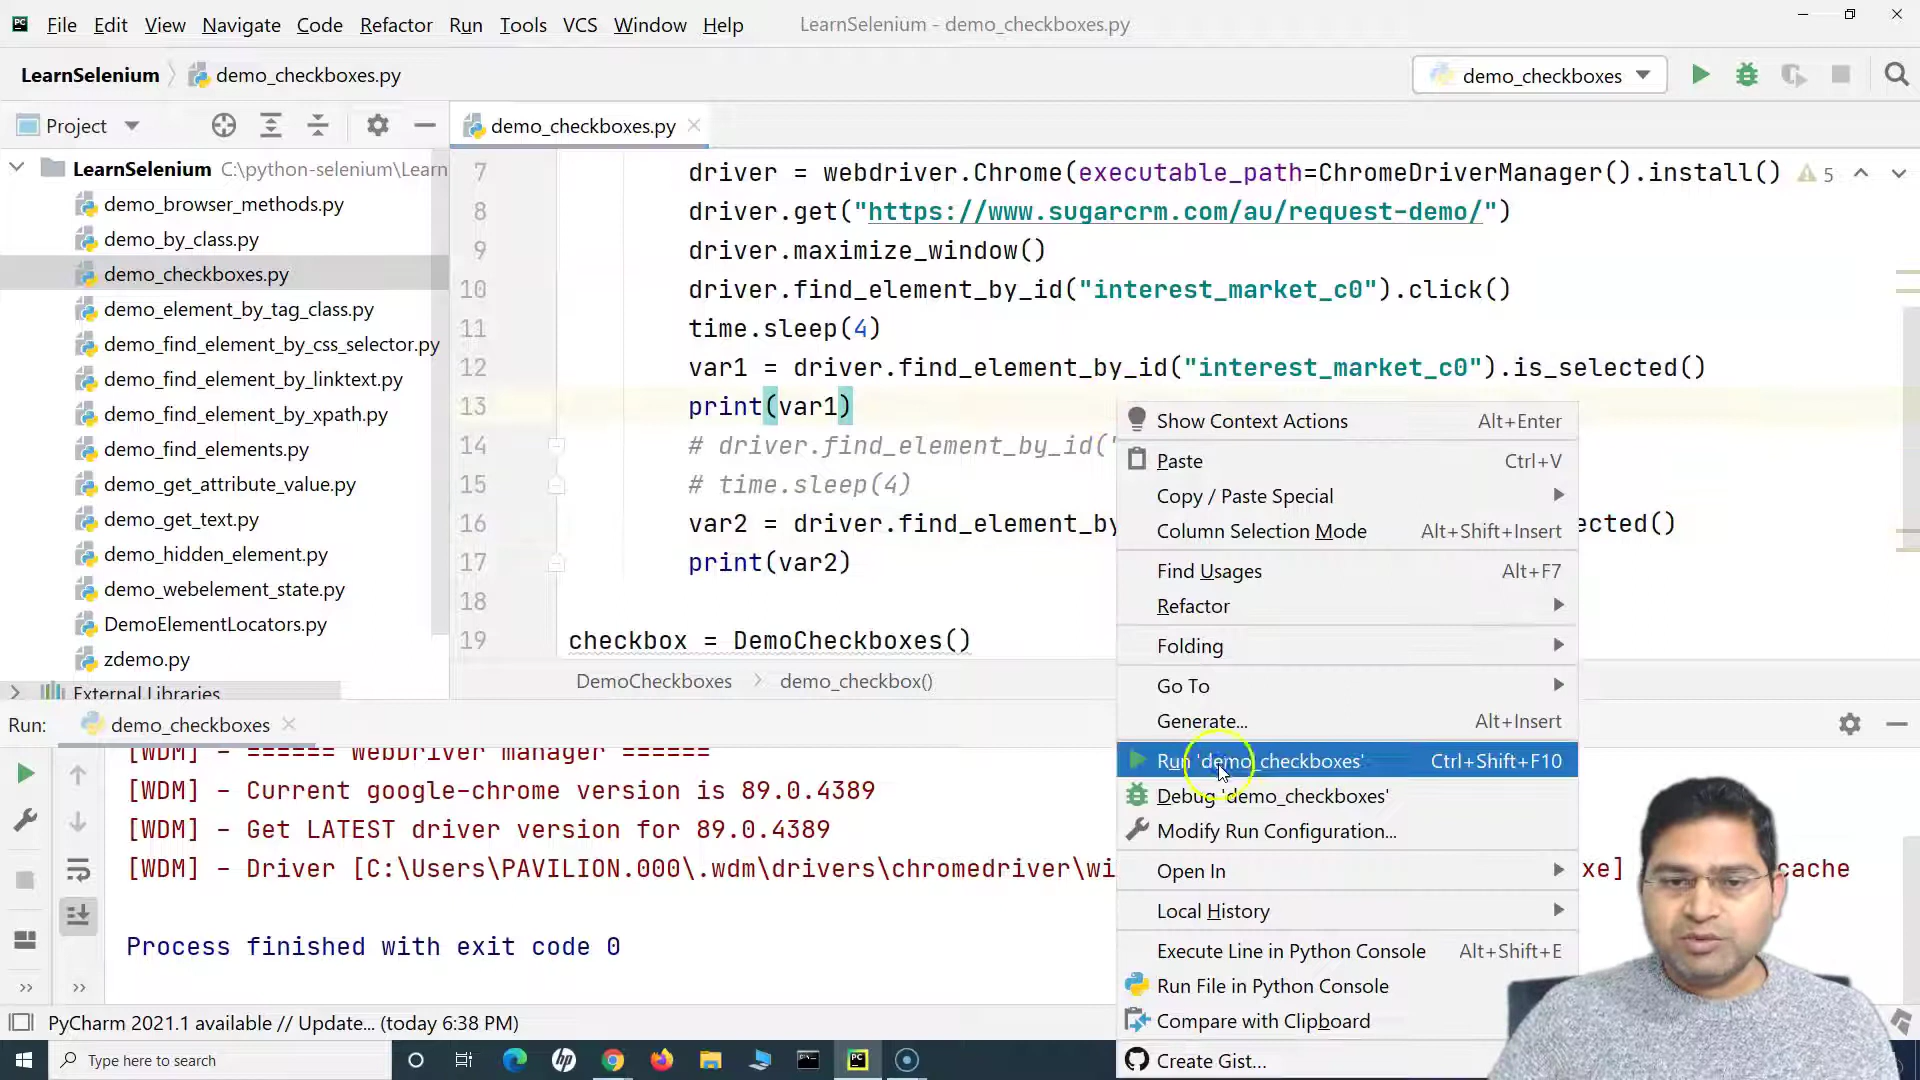 File Edit View Navigate Code Refactor Run Tools VCS Window Help LearnSelenium - demo_checkboxes.py
LearnSelenium demo_checkboxes.py demo_checkboxes
Project
demo_checkboxes.py
LearnSelenium C:\python-selenium\Learn
demo_browser_methods.py
demo_by_class.py
demo_checkboxes.py
demo_element_by_tag_class.py
demo_find_element_by_css_selector.py
demo_find_element_by_linktext.py
demo_find_element_by_xpath.py
demo_find_elements.py
demo_get_attribute_value.py
demo_get_text.py
demo_hidden_element.py
demo_webelement_state.py
DemoElementLocators.py
zdemo.py
External Libraries
7 driver = webdriver.Chrome(executable_path=ChromeDriverManager().install() 5
8 driver.get("https://www.sugarcrm.com/au/request-demo/")
9 driver.maximize_window()
10 driver.find_element_by_id("interest_market_c0").click()
11 time.sleep(4)
12 var1 = driver.find_element_by_id("interest_market_c0").is_selected()
13 print(var1)
14 # driver.find_element_by_id("
15 # time.sleep(4)
16 var2 = driver.find_element_by ected()
17 print(var2)
18
19 checkbox = DemoCheckboxes()
DemoCheckboxes demo_checkbox()
Show Context Actions Alt+Enter
Paste Ctrl+V
Copy / Paste Special
Column Selection Mode Alt+Shift+Insert
Find Usages Alt+F7
Refactor
Folding
Go To
Generate... Alt+Insert
Run 'demo_checkboxes' Ctrl+Shift+F10
Debug 'demo_checkboxes'
Modify Run Configuration...
Open In
Local History
Execute Line in Python Console Alt+Shift+E
Run File in Python Console
Compare with Clipboard
Create Gist...
Run: demo_checkboxes
[WDM] - ====== WebDriver manager ======
[WDM] - Current google-chrome version is 89.0.4389
[WDM] - Get LATEST driver version for 89.0.4389
[WDM] - Driver [C:\Users\PAVILION.000\.wdm\drivers\chromedriver\wi xe] cache
Process finished with exit code 0
PyCharm 2021.1 available // Update... (today 6:38 PM)
Type here to search